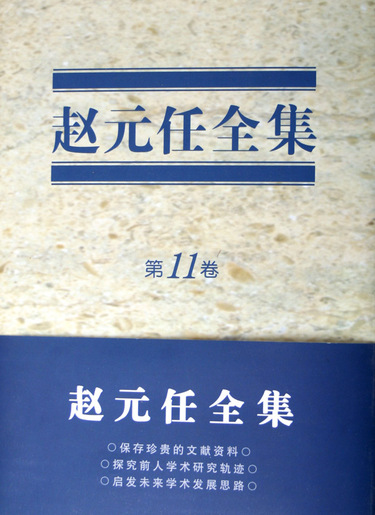 赵元任全集
第11卷
赵元任全集
○保存珍贵的文献资料○
○探究前人学术研究轨迹○
○启发未来学术发展思路○